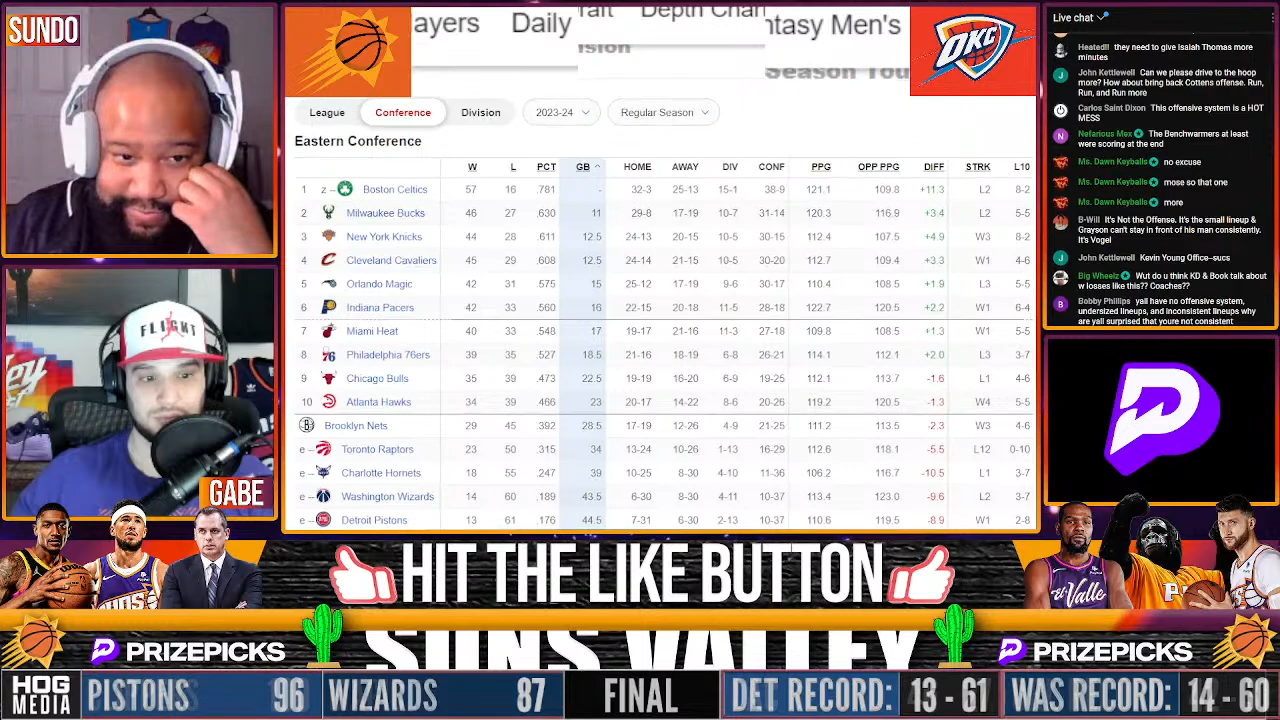 SUNDO
ayers Daily raft Depth Char ntasy Men's
ision
Season Tou
OKC
League Conference Division 2023-24 Regular Season
Eastern Conference
W L PCT GB HOME AWAY DIV CONF PPG OPP PPG DIFF STRK L10
1 z -- Boston Celtics 57 16 .781 - 32-3 25-13 15-1 38-9 121.1 109.8 +11.3 L2 8-2
2 Milwaukee Bucks 46 27 .630 11 29-8 17-19 10-7 31-14 120.3 116.9 +3.4 L2 5-5
3 New York Knicks 44 28 .611 12.5 24-13 20-15 10-5 30-15 112.4 107.5 +4.9 W3 8-2
4 Cleveland Cavaliers 45 29 .608 12.5 24-14 21-15 10-5 30-20 112.7 109.4 +3.3 W1 4-6
5 Orlando Magic 42 31 .575 15 25-12 17-19 9-6 30-17 110.4 108.5 +1.9 L3 5-5
6 Indiana Pacers 42 33 .560 16 22-15 20-18 11-5 26-18 122.7 120.5 +2.2 W1 6-4
7 Miami Heat 40 33 .548 17 19-17 21-16 11-3 27-18 109.8 108.5 +1.3 W1 5-5
8 Philadelphia 76ers 39 35 .527 18.5 21-16 18-19 6-8 26-21 114.1 112.1 L3 3-7
9 Chicago Bulls 35 39 .473 22.5 19-19 16-20 6-9 19-25 112.1 113.7 -1.6 L1 4-6
10 Atlanta Hawks 34 39 .466 23 20-17 14-22 8-6 20-26 119.2 120.5 -1.3 W4 5-5
Brooklyn Nets 29 45 .392 28.5 17-19 12-26 4-9 21-25 111.2 113.5 -2.3 W3 4-6
e -- Toronto Raptors 23 50 .315 34 13-24 10-26 1-13 16-29 112.6 118.1 -5.5 L12 0-10
e -- Charlotte Hornets 18 55 .247 39 10-25 8-30 4-10 11-36 106.2 116.7 -10.5 L1 3-7
e -- Washington Wizards 14 60 .189 43.5 6-30 8-30 4-11 10-37 113.4 123.0 -9.6 L2 3-7
e -- Detroit Pistons 13 61 .176 44.5 7-31 6-30 2-13 10-37 110.6 119.5 -8.9 W1 2-8
Live chat
HeatedII they need to give Isaiah Thomas more
minutes
John Kettlewell Can we please drive to the hoop
more? How about bring back Cottens offense. Run,
Run, and Run more
Carlos Saint Dixon This offensive system is a HOT
MESS
Nefarious Mex The Benchwarmers at least
were scoring at the end
Ms. Dawn Keyballs no excuse
Ms. Dawn Keyballs mose so that one
Ms. Dawn Keyballs more
B-Will It's Not the Offense. It's the small lineup &
Grayson can't stay in front of his man consistently.
It's Vogel
John Kettlewell Kevin Young Office--sucs
Big Wheelz Wut do u think KD & Book talk about
w losses like this?? Coaches??
Bobby Phillips yall have no offensive system,
undersized lineups, and inconsistent lineups why
are yall surprised that youre not consistent
FLIGHT
GABE
HIT THE LIKE BUTTON
PRIZEPICKS SUNS VALLEY PRIZEPICKS
HOG
MEDIA
PISTONS 96 WIZARDS 87 FINAL DET RECORD: 13 - 61 WAS RECORD: 14 - 60